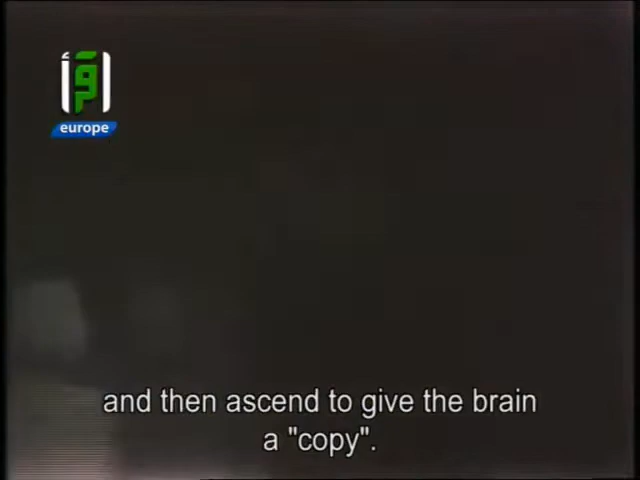 اقرأ
europe
and then ascend to give the brain
a "copy".